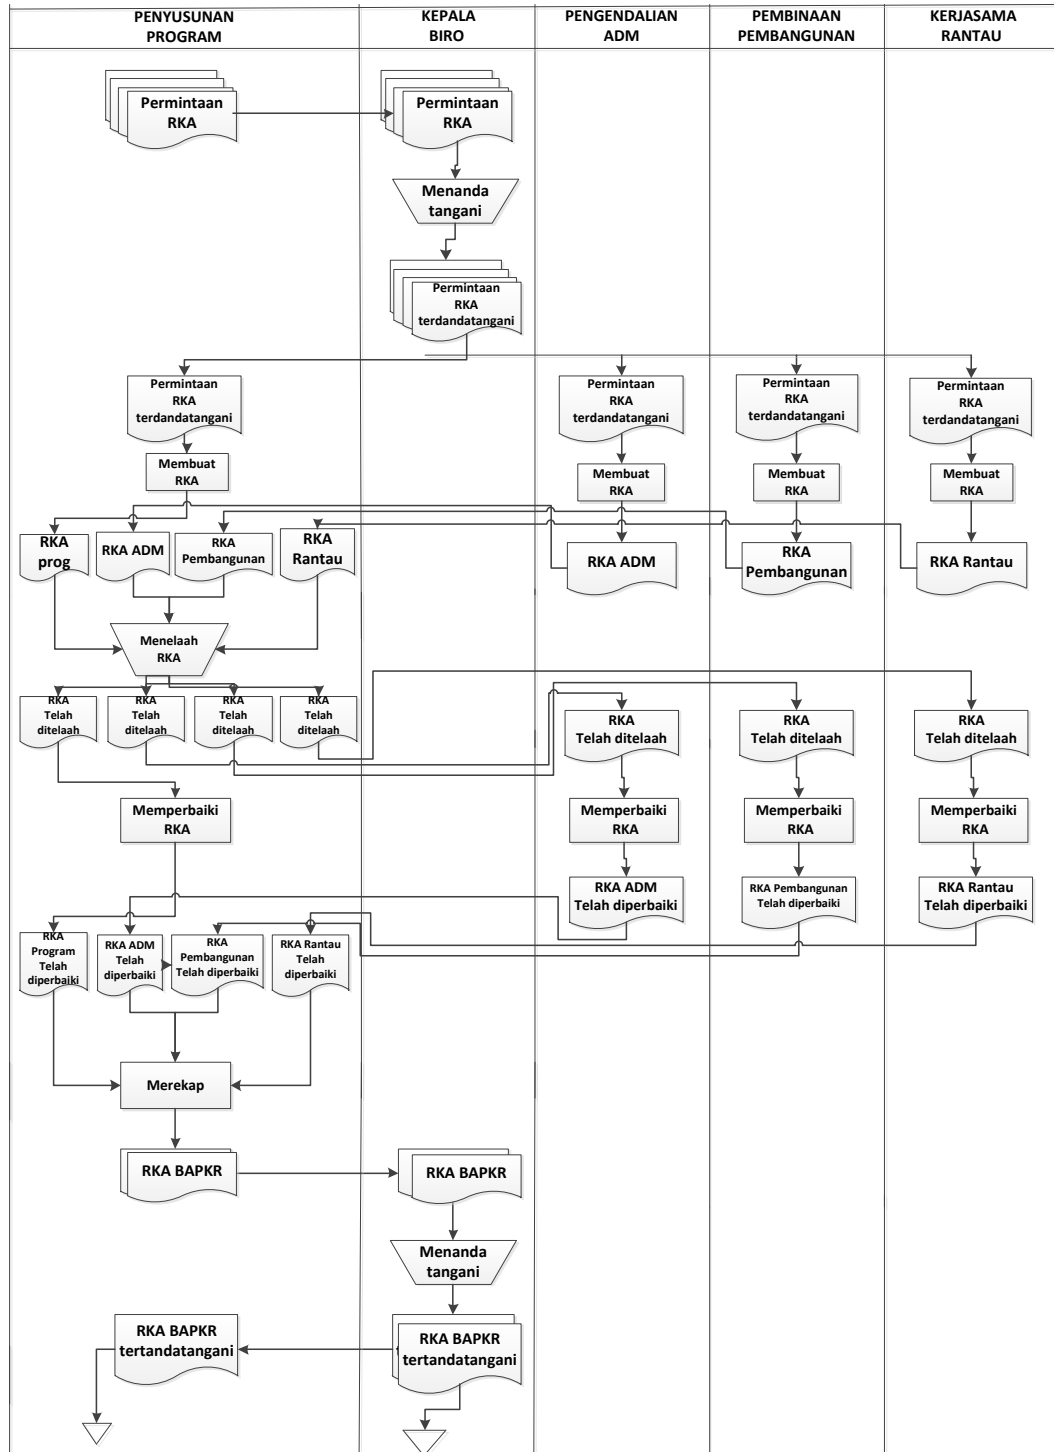 PENYUSUNAN
PROGRAM
KEPALA
BIRO
PENGENDALIAN
ADM
PEMBINAAN
PEMBANGUNAN
KERJASAMA
RANTAU
Permintaan
RKA
Permintaan
RKA
Menanda
tangani
Permintaan
RKA
terdandatangani
Permintaan
RKA
terdandatangani
Permintaan
RKA
terdandatangani
Permintaan
RKA
terdandatangani
Permintaan
RKA
terdandatangani
Membuat
RKA
Membuat
RKA
Membuat
RKA
Membuat
RKA
RKA
prog
RKA ADM
RKA
Pembangunan
RKA
Rantau
RKA ADM
RKA
Pembangunan
RKA Rantau
Menelaah
RKA
RKA
Telah
ditelaah
RKA
Telah
ditelaah
RKA
Telah
ditelaah
RKA
Telah
ditelaah
RKA
Telah ditelaah
RKA
Telah ditelaah
RKA
Telah ditelaah
Memperbaiki
RKA
Memperbaiki
RKA
Memperbaiki
RKA
Memperbaiki
RKA
RKA ADM
Telah diperbaiki
RKA Pembangunan
Telah diperbaiki
RKA Rantau
Telah diperbaiki
RKA
Program
Telah
diperbaiki
RKA ADM
Telah
diperbaiki
RKA
Pembangunan
Telah diperbaiki
RKA Rantau
Telah
diperbaiki
Merekap
RKA BAPKR
RKA BAPKR
Menanda
tangani
RKA BAPKR
tertandatangani
RKA BAPKR
tertandatangani